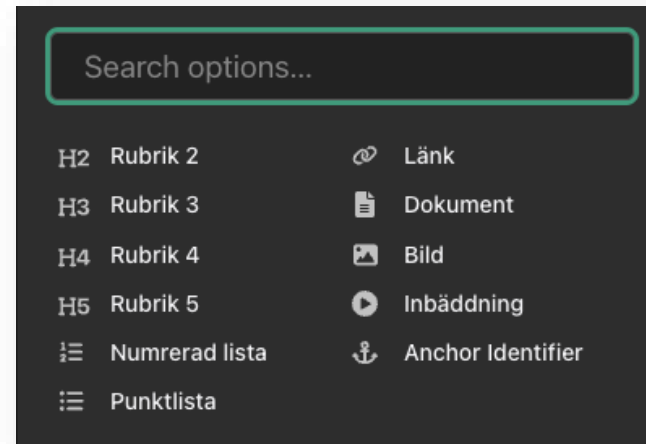 Search options...
H2 Rubrik 2
H3 Rubrik 3
H4 Rubrik 4
H5 Rubrik 5
Numrerad lista
Punktlista
Länk
Dokument
Bild
Inbäddning
Anchor Identifier